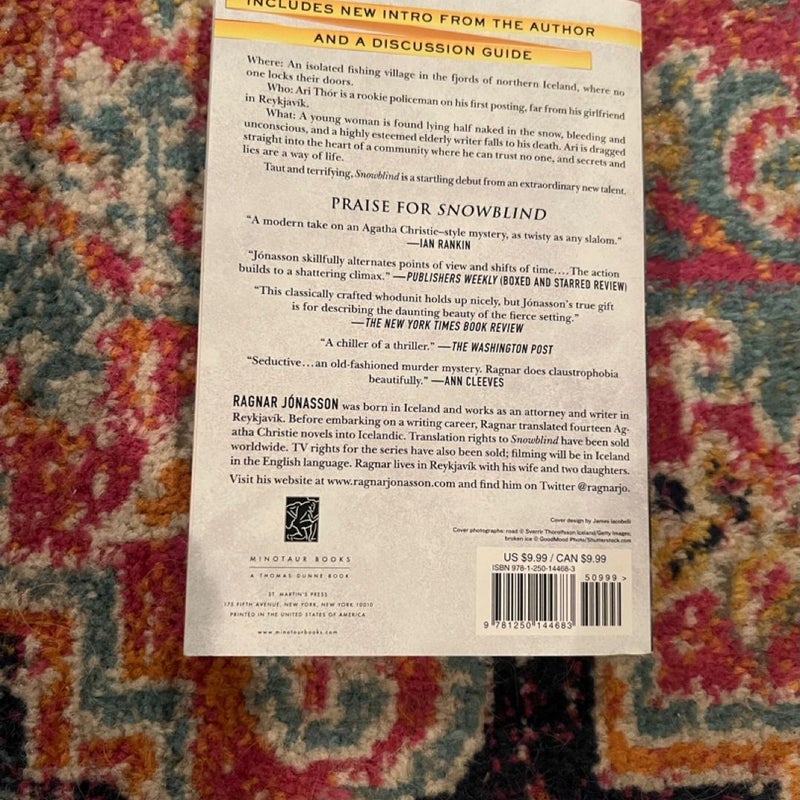 INCLUDES NEW INTRO FROM THE AUTHOR
AND A DISCUSSION GUIDE
Where: An isolated fishing village in the fjords of northern Iceland, where no
one locks their doors.
Who: Ari Thór is a rookie policeman on his first posting, far from his girlfriend
in Reykjavík.
What: A young woman is found lying half naked in the snow, bleeding and
unconscious, and a highly esteemed elderly writer falls to his death. Ari is dragged
straight into the heart of a community where he can trust no one, and secrets and
lies are a way of life.
Taut and terrifying, Snowblind is a startling debut from an extraordinary new talent.
PRAISE FOR SNOWBLIND
“A modern take on an Agatha Christie–style mystery, as twisty as any slalom.”
—IAN RANKIN
“Jónasson skillfully alternates points of view and shifts of time....The action
builds to a shattering climax.” —PUBLISHERS WEEKLY (BOXED AND STARRED REVIEW)
“This classically crafted whodunit holds up nicely, but Jónasson’s true gift
is for describing the daunting beauty of the fierce setting.”
—THE NEW YORK TIMES BOOK REVIEW
“A chiller of a thriller.” —THE WASHINGTON POST
“Seductive...an old-fashioned murder mystery. Ragnar does claustrophobia
beautifully.” —ANN CLEEVES
RAGNAR JÓNASSON was born in Iceland and works as an attorney and writer in
Reykjavík. Before embarking on a writing career, Ragnar translated fourteen Ag-
atha Christie novels into Icelandic. Translation rights to Snowblind have been sold
worldwide. TV rights for the series have also been sold; filming will be in Iceland
in the English language. Ragnar lives in Reykjavík with his wife and two daughters.
Visit his website at www.ragnarjonasson.com and find him on Twitter @ragnarjo.
Cover design by James Iacobelli
Cover photographs: road © Sverrir Thorolfsson Iceland/Getty Images;
broken ice © GoodMood Photo/Shutterstock.com
MINOTAUR BOOKS
A THOMAS DUNNE BOOK
ST. MARTIN’S PRESS
175 FIFTH AVENUE, NEW YORK, NEW YORK 10010
PRINTED IN THE UNITED STATES OF AMERICA
www.minotaurbooks.com
US $9.99 / CAN $9.99
ISBN 978-1-250-14468-3
50999 >
9 781250 144683